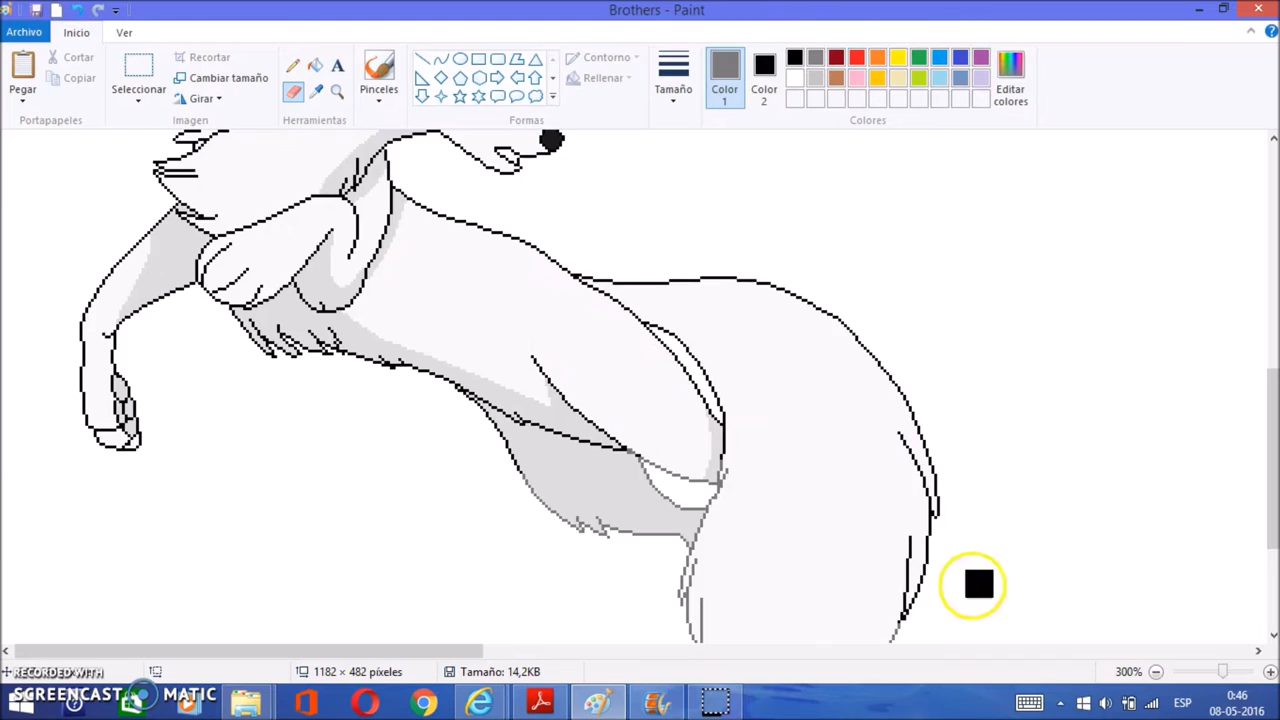 Brothers - Paint
Archivo Inicio Ver
Pegar
Cortar
Copiar
Portapapeles
Seleccionar
Recortar
Cambiar tamaño
Girar
Imagen
A
Herramientas
Pinceles
Contorno
Rellenar
Formas
Tamaño
Color 1
Color 2
Editar colores
Colores
RECORDED WITH
SCREENCAST MATIC
1182 × 482 píxeles
Tamaño: 14,2KB
300%
ESP
0:46
08-05-2016